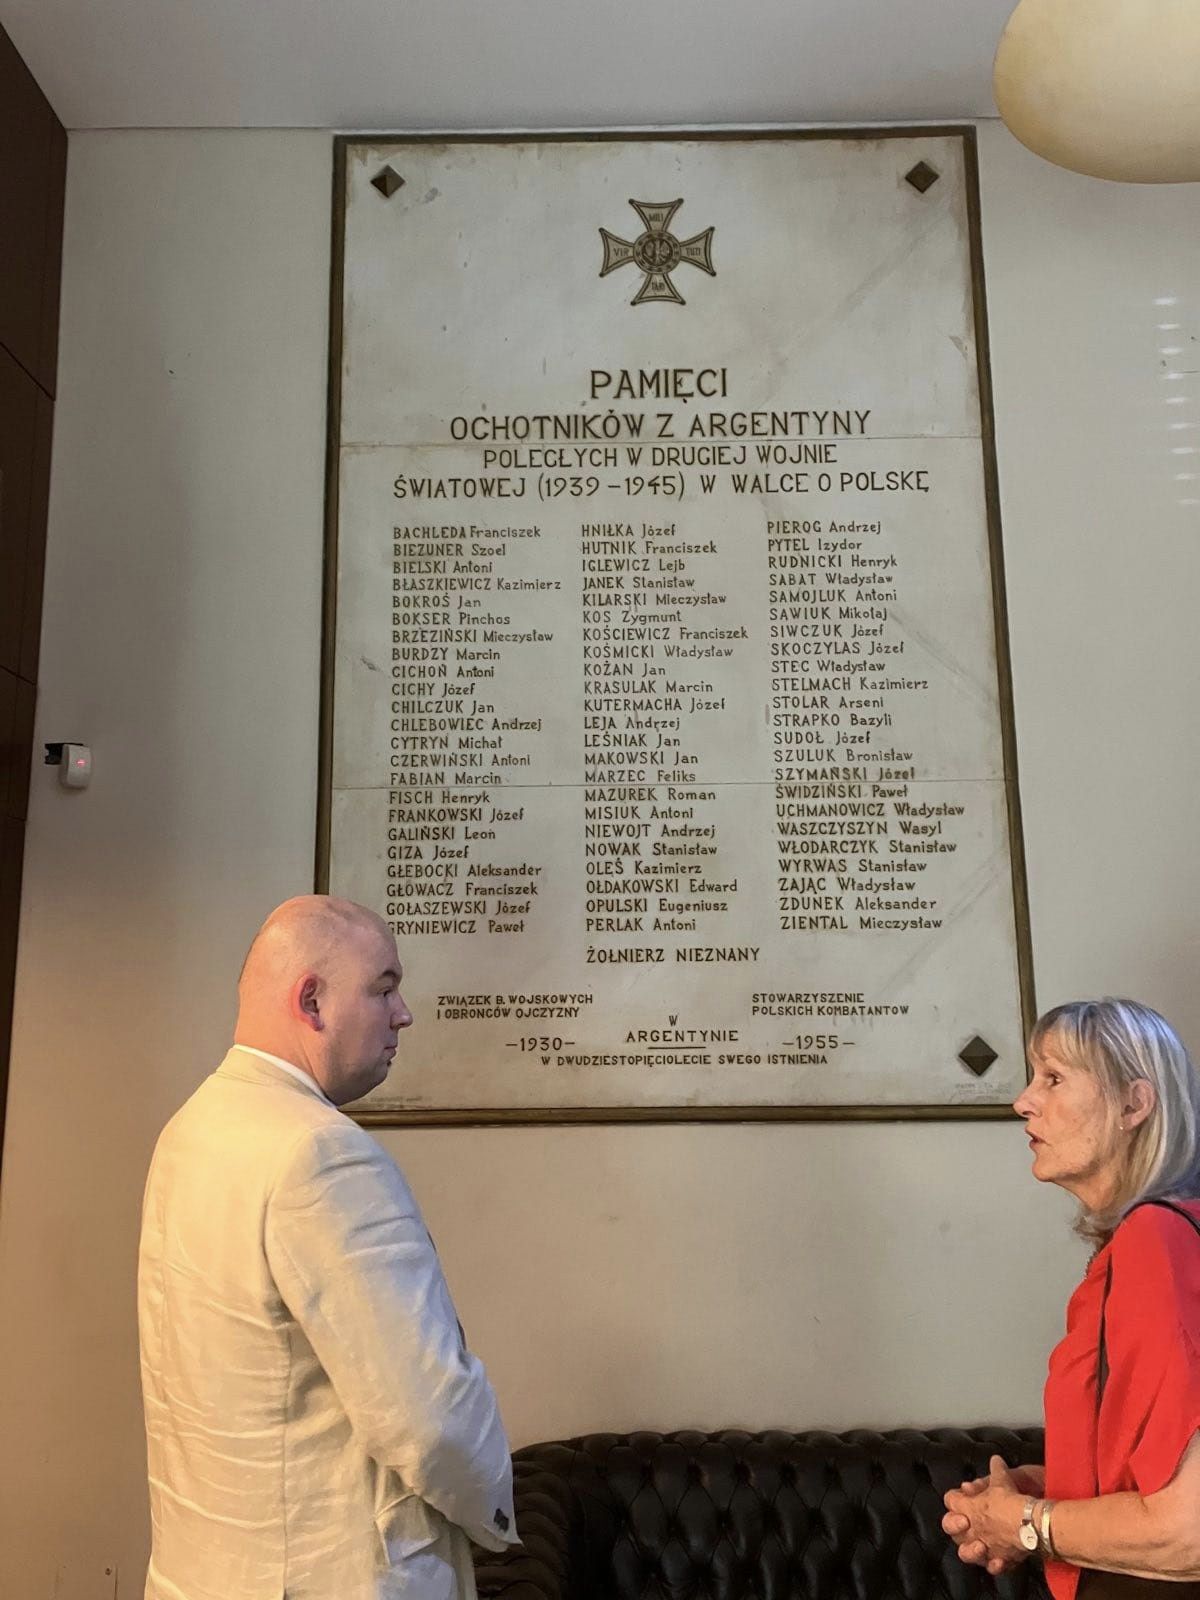 MILI
VIR TUTI
TARI
PAMIĘCI
OCHOTNIKÓW Z ARGENTYNY
POLEGŁYCH W DRUGIEJ WOJNIE
ŚWIATOWEJ (1939-1945) W WALCE O POLSKĘ
BACHLEDA Franciszek
BIEZUNER Szoel
BIELSKI Antoni
BŁASZKIEWICZ Kazimierz
BOKROŚ Jan
BOKSER Pinchos
BRZEZIŃSKI Mieczysław
BURDZY Marcin
CICHOŃ Antoni
CICHY Józef
CHILCZUK Jan
CHLEBOWIEC Andrzej
CYTRYN Michał
CZERWIŃSKI Antoni
FABIAN Marcin
FISCH Henryk
FRANKOWSKI Józef
GALIŃSKI Leon
GIZA Józef
GŁEBOCKI Aleksander
GŁOWACZ Franciszek
GOŁASZEWSKI Józef
GRYNIEWICZ Paweł
HNIŁKA Józef
HUTNIK Franciszek
IGLEWICZ Lejb
JANEK Stanisław
KILARSKI Mieczysław
KOS Zygmunt
KOŚCIEWICZ Franciszek
KOŚMICKI Władysław
KOŻAN Jan
KRASULAK Marcin
KUTERMACHA Józef
LEJA Andrzej
LEŚNIAK Jan
MAKOWSKI Jan
MARZEC Feliks
MAZUREK Roman
MISIUK Antoni
NIEWOJT Andrzej
NOWAK Stanisław
OLEŚ Kazimierz
OŁDAKOWSKI Edward
OPULSKI Eugeniusz
PERLAK Antoni
PIEROG Andrzej
PYTEL Izydor
RUDNICKI Henryk
SABAT Władysław
SAMOJLUK Antoni
SAWIUK Mikołaj
SIWCZUK Józef
SKOCZYLAS Józef
STEC Władysław
STELMACH Kazimierz
STOLAR Arseni
STRAPKO Bazyli
SUDOŁ Józef
SZULUK Bronisław
SZYMAŃSKI Józef
ŚWIDZIŃSKI Paweł
UCHMANOWICZ Władysław
WASZCZYSZYN Wasyl
WŁODARCZYK Stanisław
WYRWAS Stanisław
ZAJĄC Władysław
ZDUNEK Aleksander
ZIENTAL Mieczysław
ŻOŁNIERZ NIEZNANY
ZWIĄZEK B. WOJSKOWYCH
I OBROŃCÓW OJCZYZNY
STOWARZYSZENIE
POLSKICH KOMBATANTOW
W
ARGENTYNIE
-1930-
-1955-
W DWUDZIESTOPIĘCIOLECIE SWEGO ISTNIENIA